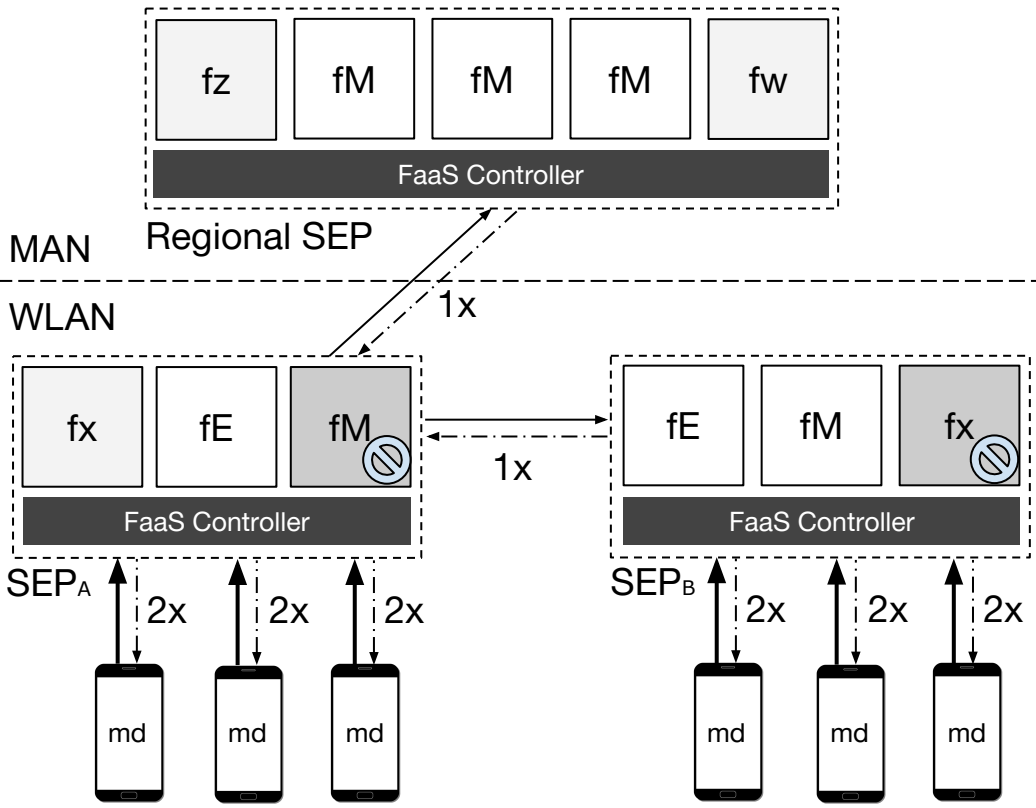 fz fM fM fM fw
FaaS Controller
Regional SEP
MAN
1x
WLAN
fx fE fM
fE fM fx
1x
FaaS Controller
FaaS Controller
SEPA
SEPB
2x 2x 2x
2x 2x 2x
md md md
md md md